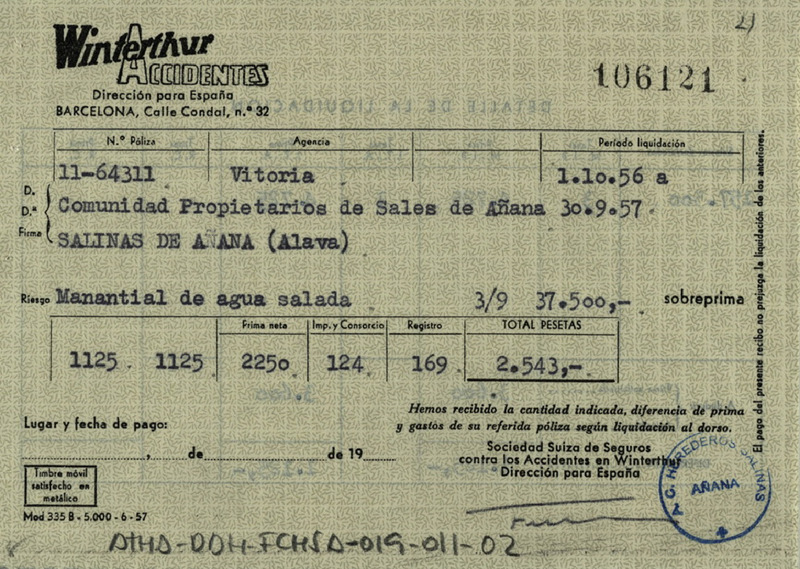 2)
Winterthur
ACCIDENTES
Dirección para España
BARCELONA, Calle Condal, n.º 32
106121
N.º Póliza Agencia Período liquidación
11-64311 Vitoria 1.10.56 a
D.
D.ª
Firma
Comunidad Propietarios de Sales de Añana 30.9.57.
SALINAS DE AÑANA (Alava)
Riesgo Manantial de agua salada 3/9 37.500,- sobreprima
Prima neta Imp. y Consorcio Registro TOTAL PESETAS
1125 1125 2250 124 169 2.543,-
Hemos recibido la cantidad indicada, diferencia de prima
y gastos de su referida póliza según liquidación al dorso.
Lugar y fecha de pago:
, de de 19
Sociedad Suiza de Seguros
contra los Accidentes en Winterthur
Dirección para España
Timbre móvil
satisfecho en
metálico
Mod 335 B - 5.000 - 6 - 57
El pago del presente recibo no prejuzga la liquidación de los anteriores.
HEREDEROS SALINAS
AÑANA
ATHA-DDH-FCHSA-019-011-02